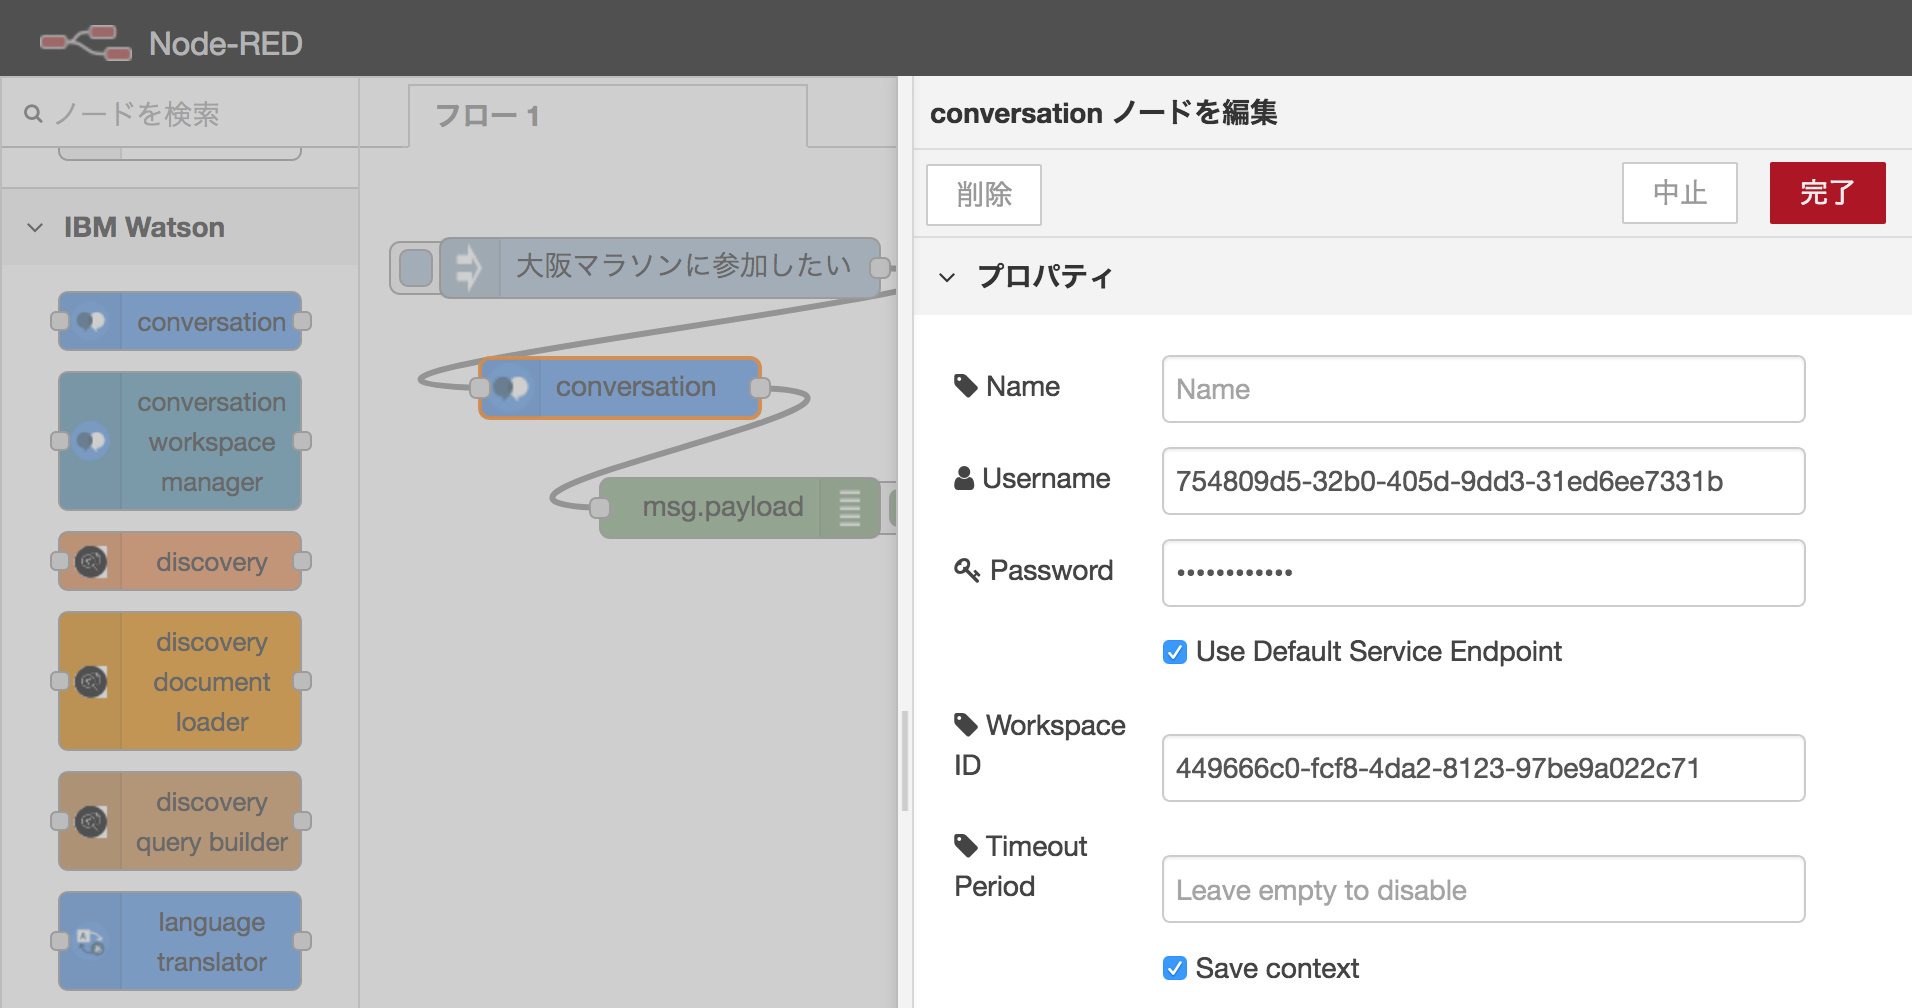 Node-RED
ノードを検索
フロー 1
IBM Watson
conversation
conversation
workspace
manager
discovery
discovery
document
loader
discovery
query builder
language
translator
大阪マラソンに参加したい
conversation
msg.payload
conversation ノードを編集
削除
中止
完了
プロパティ
Name
Name
Username
754809d5-32b0-405d-9dd3-31ed6ee7331b
Password
••••••••••••
Use Default Service Endpoint
Workspace
ID
449666c0-fcf8-4da2-8123-97be9a022c71
Timeout
Period
Leave empty to disable
Save context